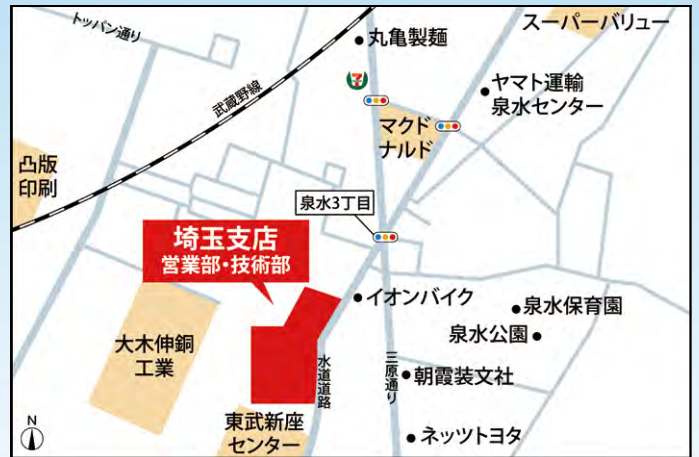 トッパン通り
丸亀製麺
スーパーバリュー
武蔵野線
7
ヤマト運輸
泉水センター
マクド
ナルド
凸版
印刷
泉水3丁目
埼玉支店
営業部・技術部
イオンバイク
泉水保育園
泉水公園
大木伸銅
工業
水道道路
三原通り
朝霞装文社
東武新座
センター
ネッツトヨタ
N